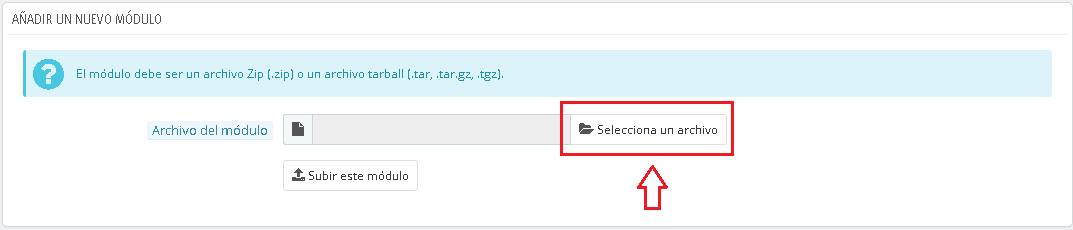 AÑADIR UN NUEVO MÓDULO
El módulo debe ser un archivo Zip (.zip) o un archivo tarball (.tar, .tar.gz, .tgz).
Archivo del módulo Selecciona un archivo
Subir este módulo